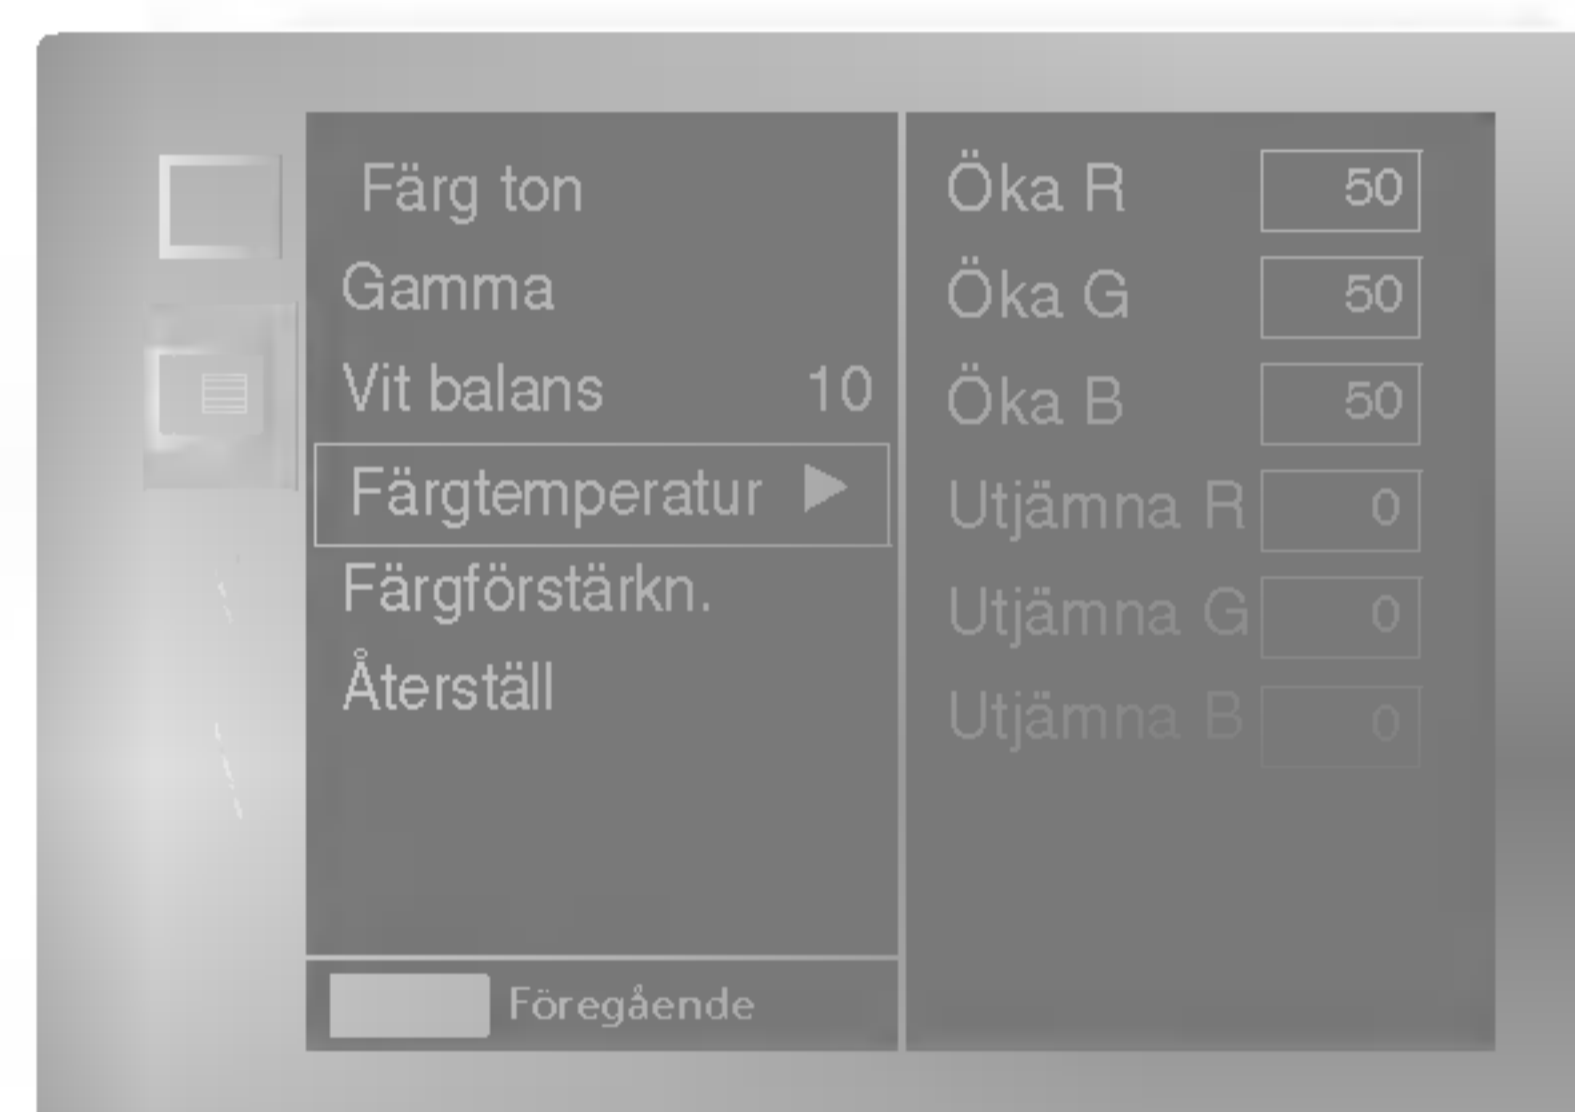 Färg ton
Gamma
Vit balans 10
Färgtemperatur
Färgförstärkn.
Återställ
Föregående
Öka R 50
Öka G 50
Öka B 50
Utjämna R 0
Utjämna G 0
Utjämna B 0